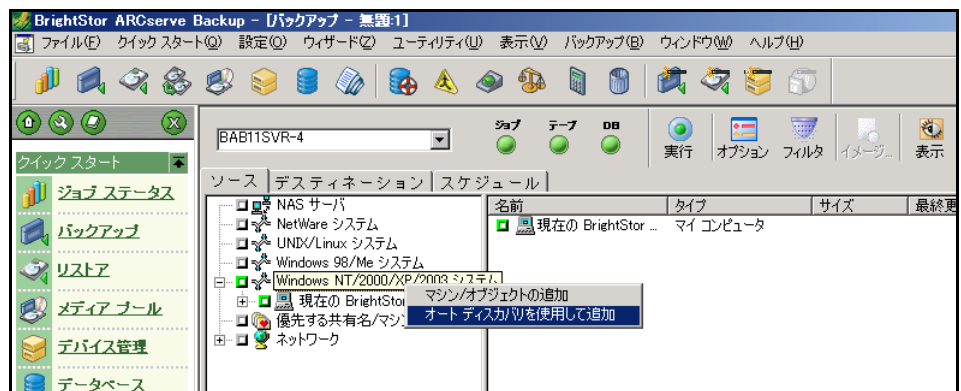 BrightStor ARCserve Backup - [バックアップ - 無題:1]
ファイル(F) クイック スタート(Q) 設定(O) ウィザード(Z) ユーティリティ(U) 表示(V) バックアップ(B) ウィンドウ(W) ヘルプ(H)
クイック スタート
ジョブ ステータス
バックアップ
リストア
メディア プール
デバイス管理
データベース
BAB11SVR-4
ジョブ テープ DB
実行 オプション フィルタ イメージ... 表示
ソース デスティネーション スケジュール
NAS サーバ
NetWare システム
UNIX/Linux システム
Windows 98/Me システム
Windows NT/2000/XP/2003 システム
現在の BrightStor
優先する共有名/マシン
ネットワーク
マシン/オブジェクトの追加
オート ディスカバリを使用して追加
名前 タイプ サイズ 最終更
現在の BrightStor ... マイ コンピュータ